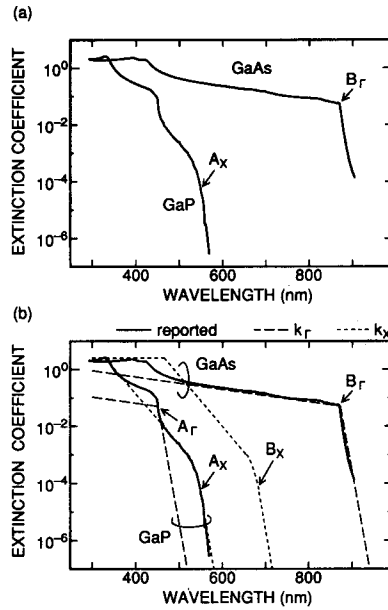 (a)
EXTINCTION COEFFICIENT
10^0
10^-2
10^-4
10^-6
GaAs
B_Γ
A_X
GaP
400 600 800
WAVELENGTH (nm)
(b)
reported k_Γ k_X
EXTINCTION COEFFICIENT
10^0
10^-2
10^-4
10^-6
GaAs
B_Γ
A_Γ
A_X
B_X
GaP
400 600 800
WAVELENGTH (nm)